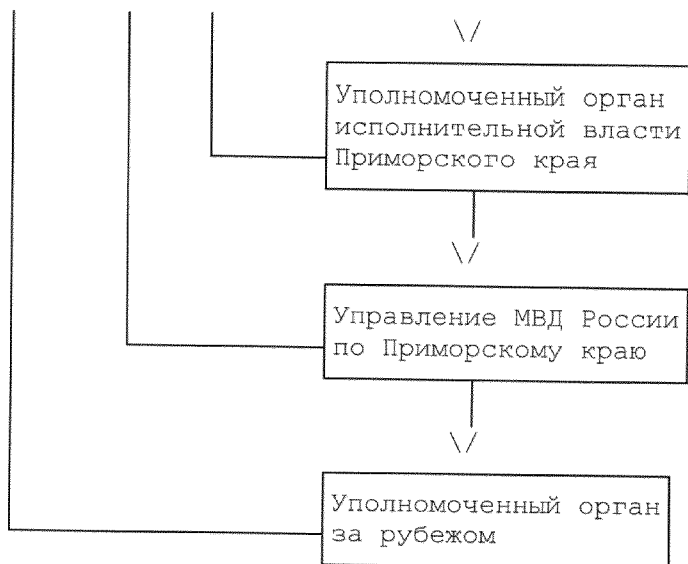 \/
Уполномоченный орган
исполнительной власти
Приморского края
\/
Управление МВД России
по Приморскому краю
\/
Уполномоченный орган
за рубежом